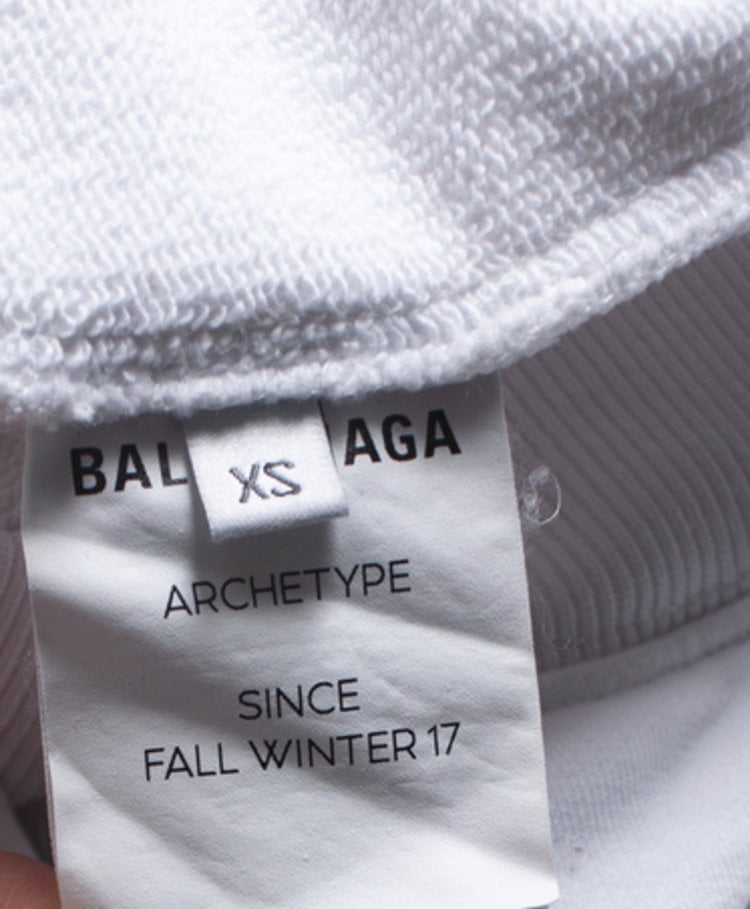 BAL AGA
XS
ARCHETYPE
SINCE
FALL WINTER 17